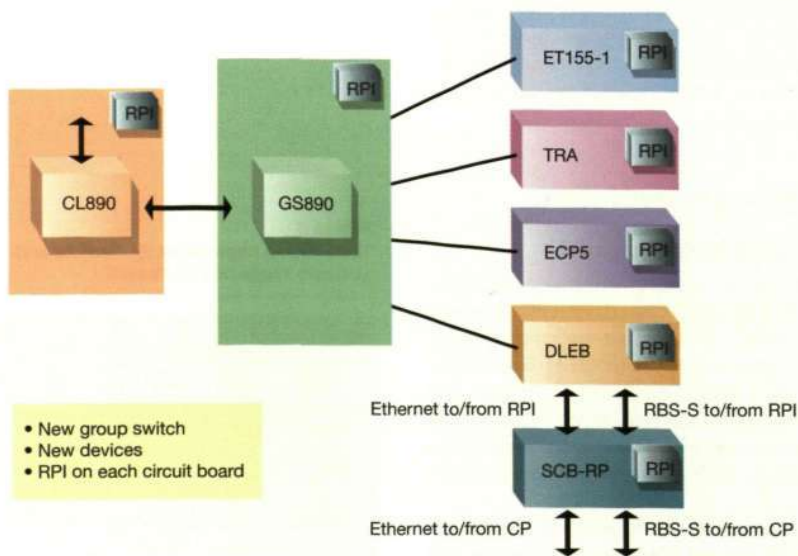 RPI
CL890
RPI
GS890
ET155-1
RPI
TRA
RPI
ECP5
RPI
DLEB
RPI
Ethernet to/from RPI
RBS-S to/from RPI
SCB-RP
RPI
Ethernet to/from CP
RBS-S to/from CP
• New group switch
• New devices
• RPI on each circuit board